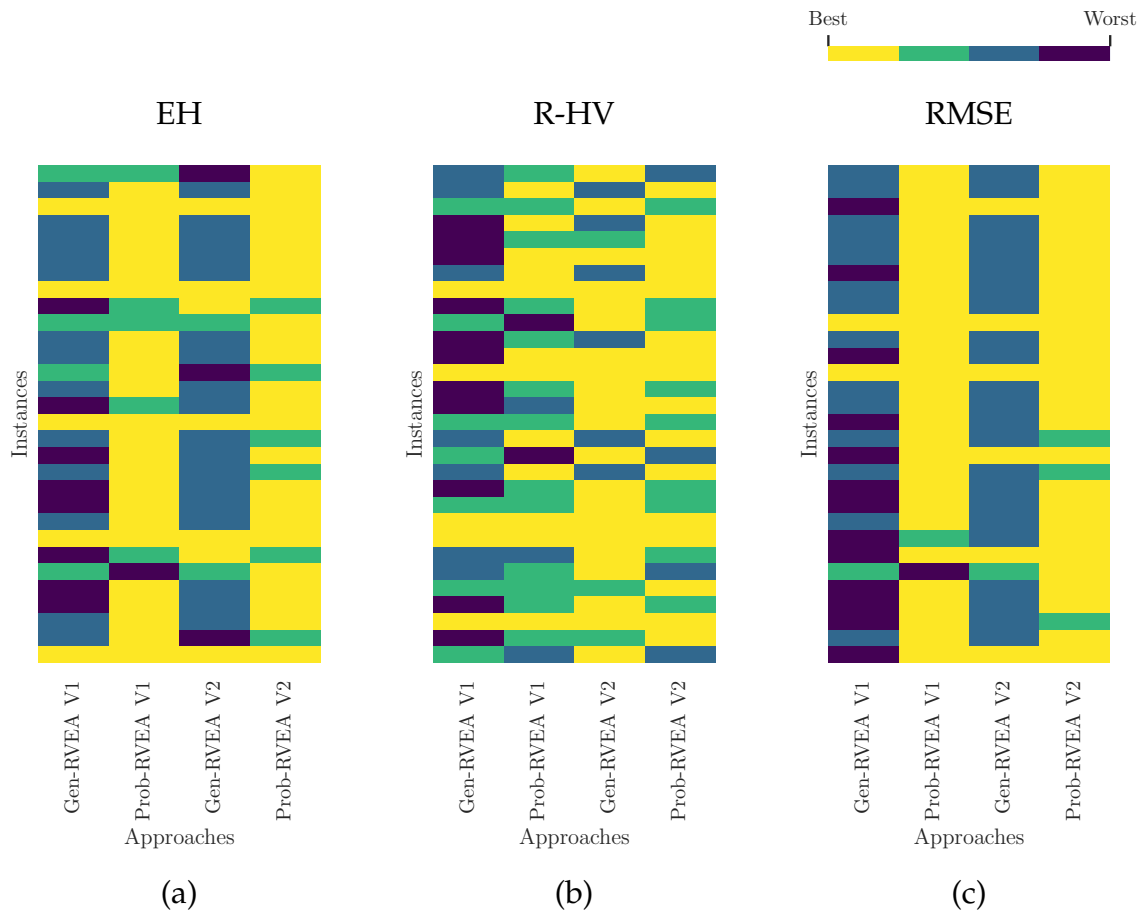 Best Worst
EH R-HV RMSE
Instances
Instances
Instances
Gen-RVEA V1
Prob-RVEA V1
Gen-RVEA V2
Prob-RVEA V2
Gen-RVEA V1
Prob-RVEA V1
Gen-RVEA V2
Prob-RVEA V2
Gen-RVEA V1
Prob-RVEA V1
Gen-RVEA V2
Prob-RVEA V2
Approaches Approaches Approaches
(a) (b) (c)